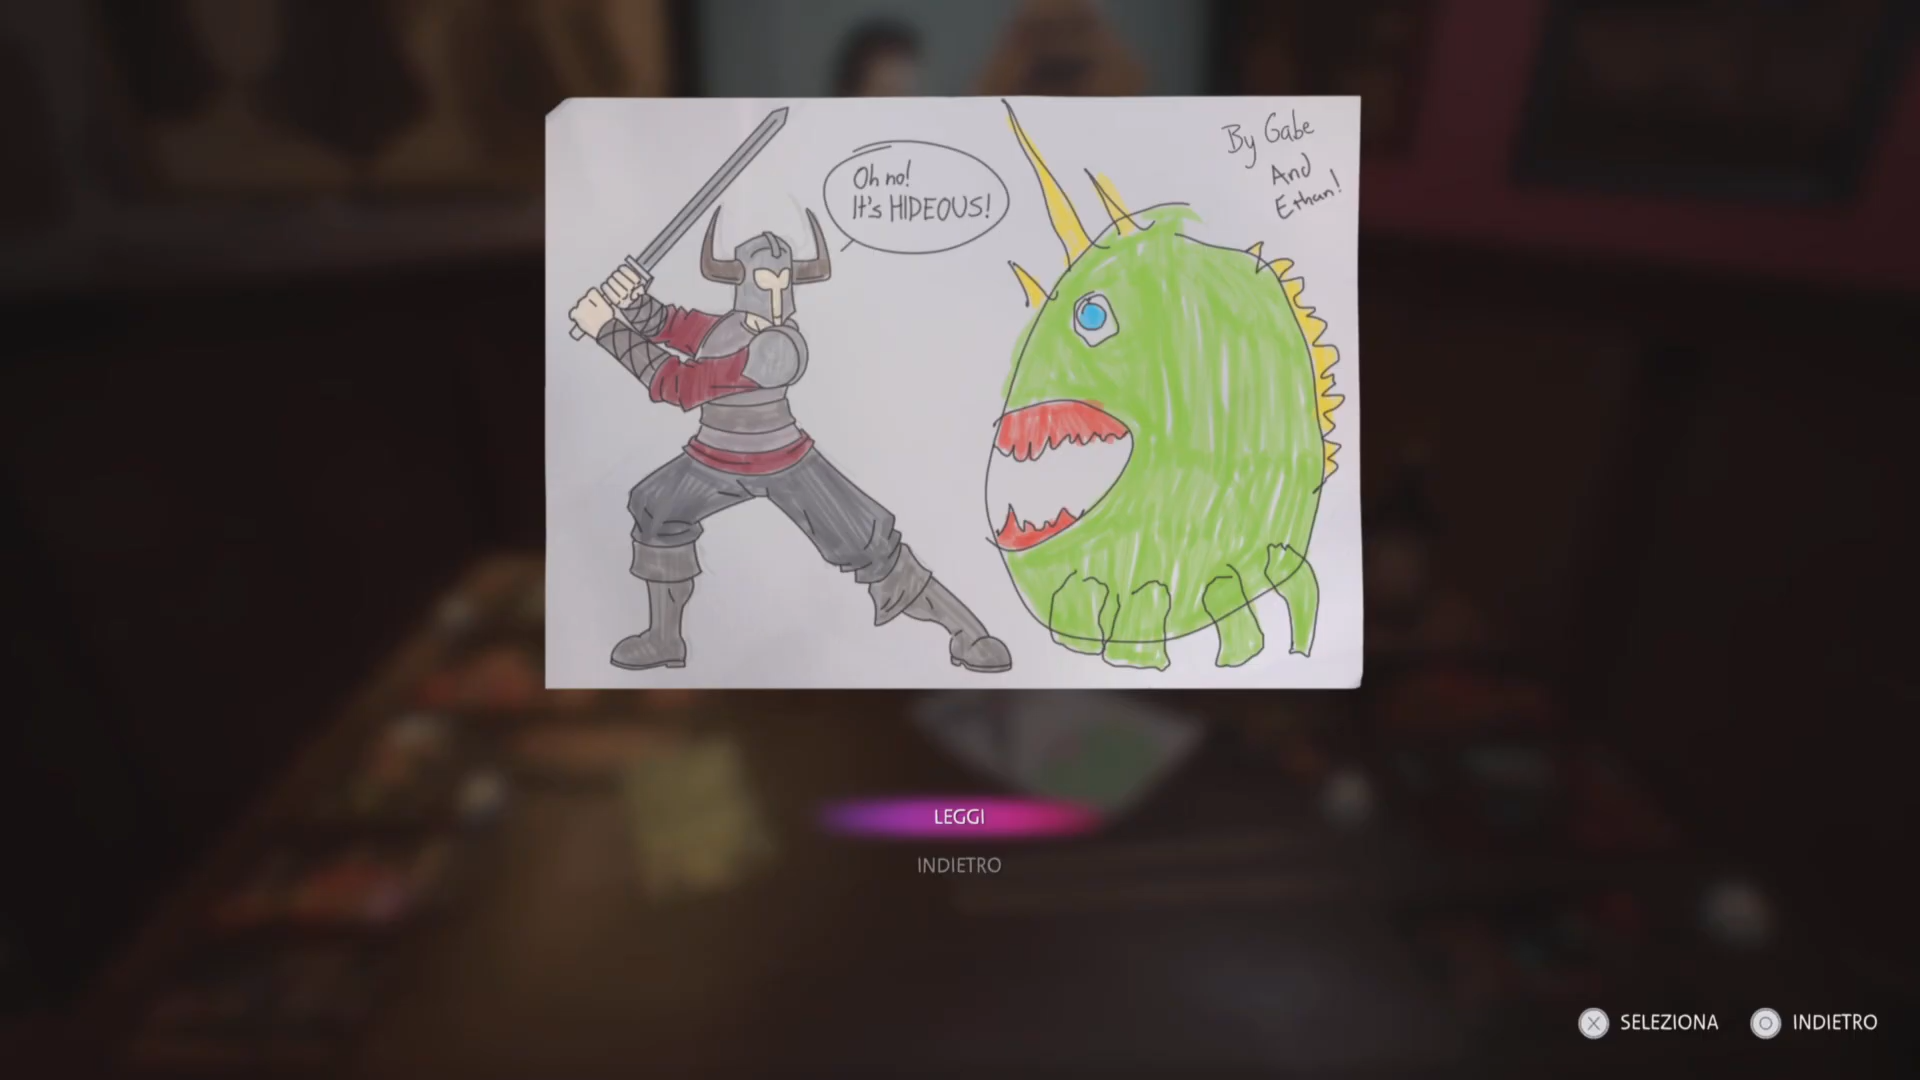 By Gabe
And
Ethan!
Oh no!
It's HIDEOUS!
LEGGI
INDIETRO
SELEZIONA
INDIETRO